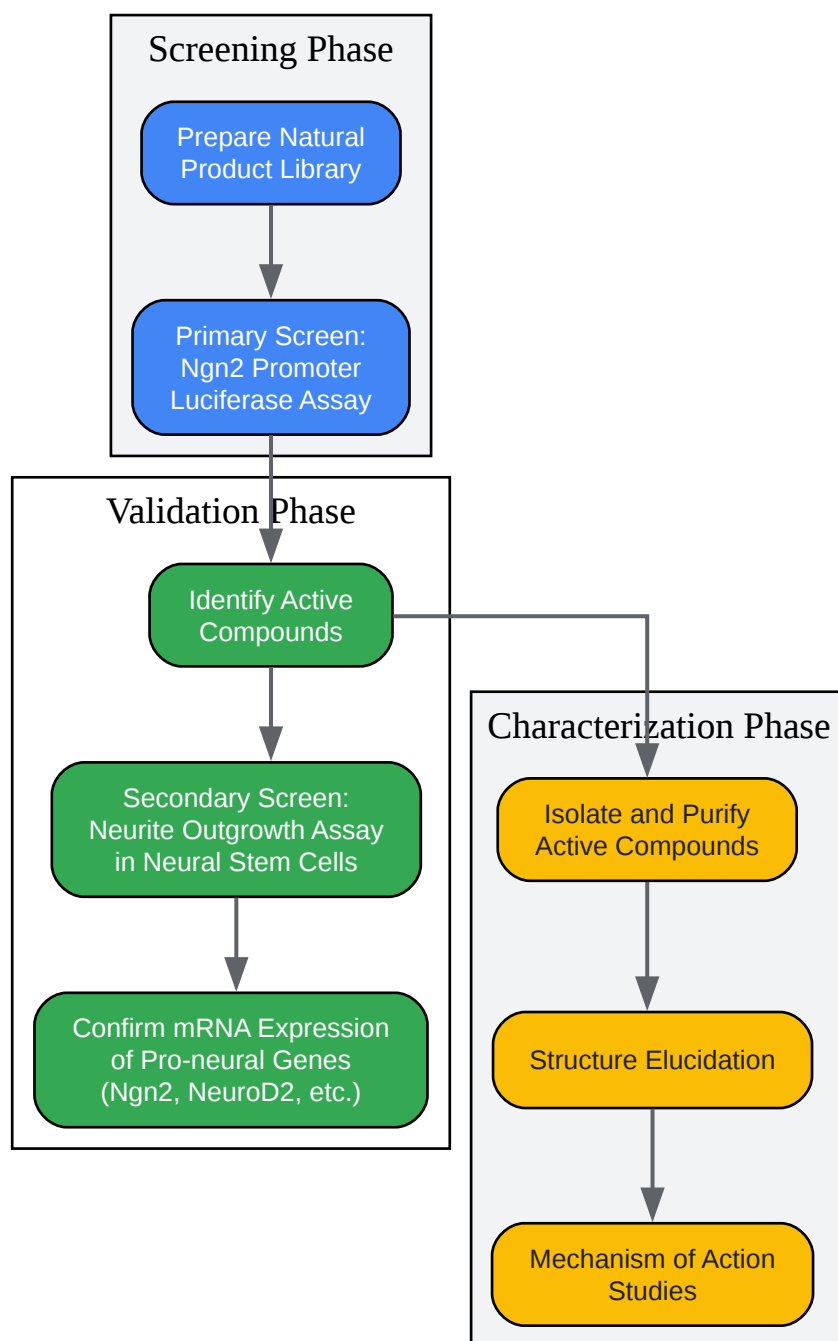 Screening Phase
Prepare Natural
Product Library
Primary Screen:
Ngn2 Promoter
Luciferase Assay
Validation Phase
Identify Active
Compounds
Secondary Screen:
Neurite Outgrowth Assay
in Neural Stem Cells
Confirm mRNA Expression
of Pro-neural Genes
(Ngn2, NeuroD2, etc.)
Characterization Phase
Isolate and Purify
Active Compounds
Structure Elucidation
Mechanism of Action
Studies